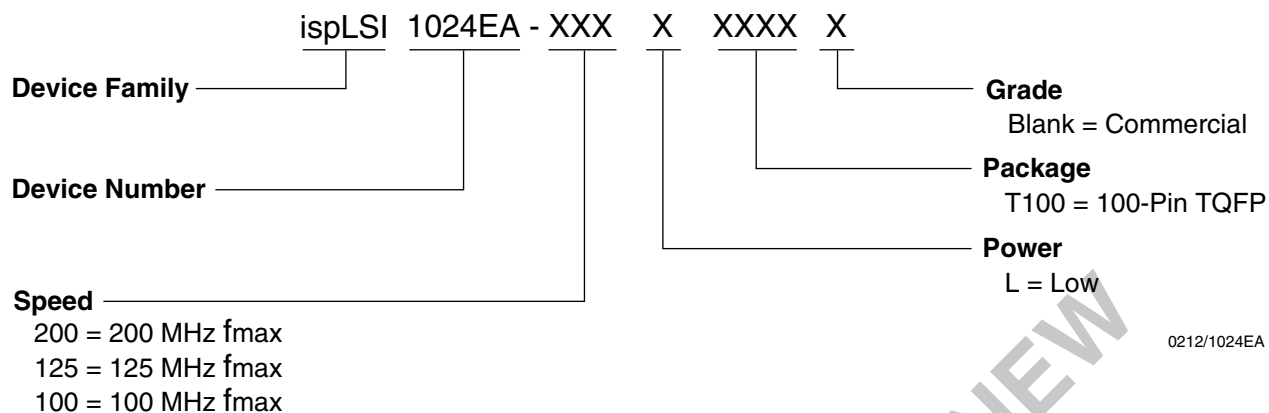 ispLSI 1024EA - XXX X XXXX X
Device Family
Device Number
Speed
200 = 200 MHz fmax
125 = 125 MHz fmax
100 = 100 MHz fmax
Grade
Blank = Commercial
Package
T100 = 100-Pin TQFP
Power
L = Low
0212/1024EA
NEW